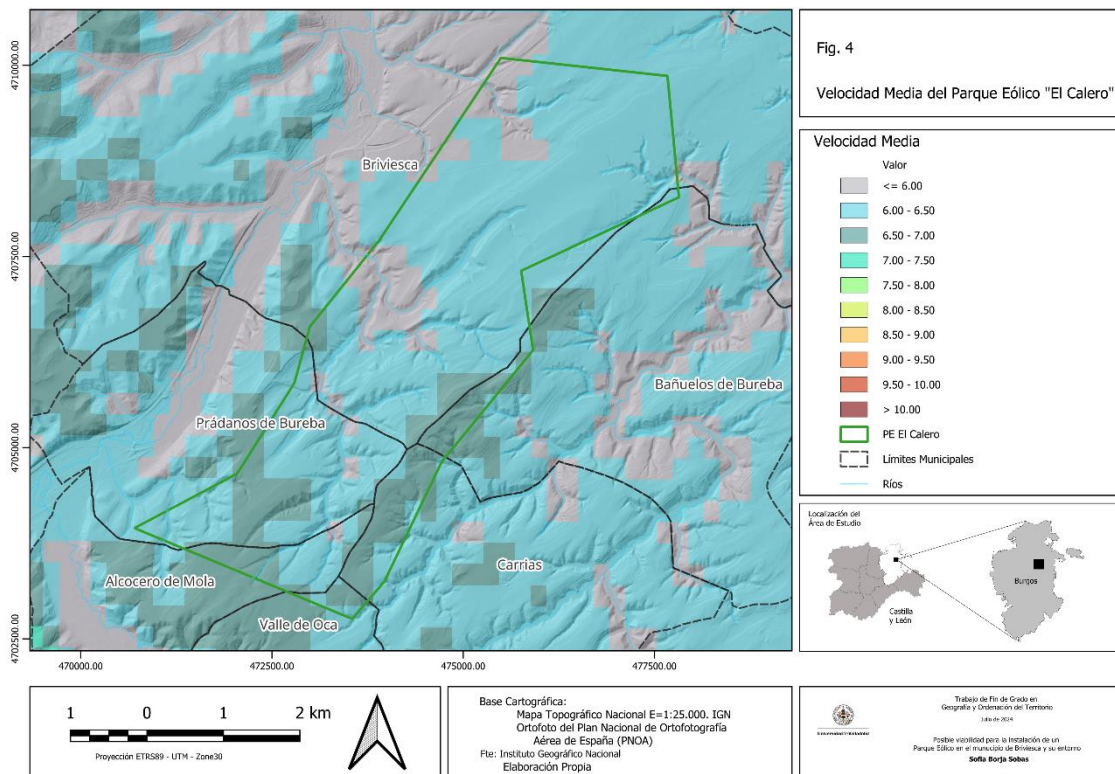 Fig. 4
Velocidad Media del Parque Eólico "El Calero"
Velocidad Media
Valor
<= 6.00
6.00 - 6.50
6.50 - 7.00
7.00 - 7.50
7.50 - 8.00
8.00 - 8.50
8.50 - 9.00
9.00 - 9.50
9.50 - 10.00
> 10.00
PE El Calero
Límites Municipales
Ríos
Localización del
Área de Estudio
Burgos
Castilla
y León
Briviesca
Prádanos de Bureba
Bañuelos de Bureba
Alcocero de Mola
Carrias
Valle de Oca
4710000.00
4707500.00
4705000.00
4702500.00
470000.00
472500.00
475000.00
477500.00
1 0 1 2 km
Proyección ETRS89 - UTM - Zone30
Base Cartográfica:
Mapa Topográfico Nacional E=1:25.000. IGN
Ortofoto del Plan Nacional de Ortofotografía
Aérea de España (PNOA)
Fte: Instituto Geográfico Nacional
Elaboración Propia
Universidad de Valladolid
Trabajo de Fin de Grado en
Geografía y Ordenación del Territorio
Julio de 2024
Posible viabilidad para la instalación de un
Parque Eólico en el municipio de Briviesca y su entorno
Sofía Borja Sobas